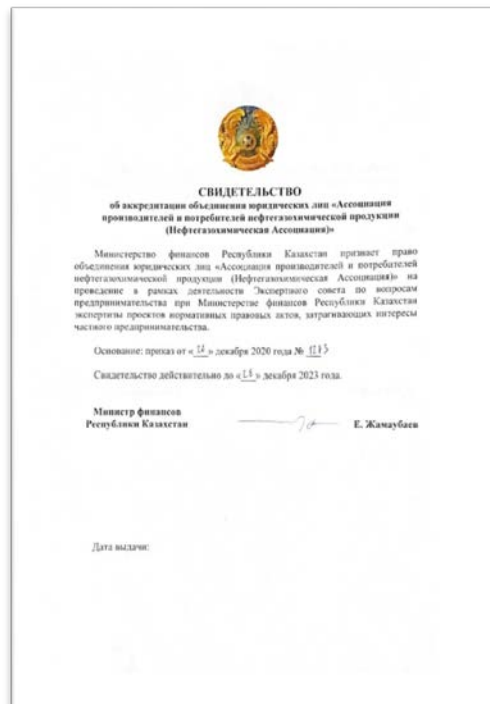 СВИДЕТЕЛЬСТВО
об аккредитации объединения юридических лиц «Ассоциация
производителей и потребителей нефтегазохимической продукции
(Нефтегазохимическая Ассоциация)»
Министерство финансов Республики Казахстан признает право
объединения юридических лиц «Ассоциация производителей и потребителей
нефтегазохимической продукции (Нефтегазохимическая Ассоциация)» на
проведение в рамках деятельности Экспертного совета по вопросам
предпринимательства при Министерстве финансов Республики Казахстан
экспертизы проектов нормативных правовых актов, затрагивающих интересы
частного предпринимательства.
Основание: приказ от « » декабря 2020 года №
Свидетельство действительно до « » декабря 2023 года.
Министр финансов
Республики Казахстан
Е. Жамаубаев
Дата выдачи: